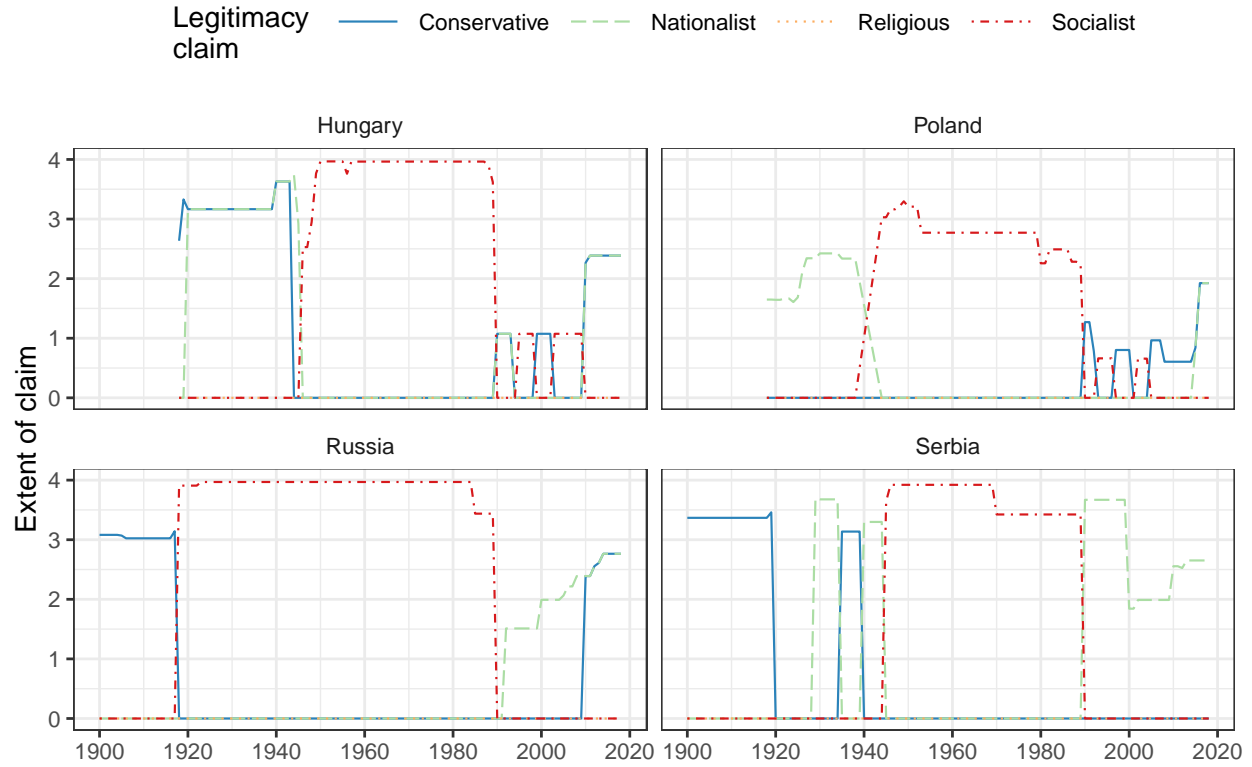 Legitimacy
claim
Conservative Nationalist Religious Socialist
Hungary Poland
4
3
2
1
0
Russia Serbia
4
3
2
1
0
Extent of claim
1900 1920 1940 1960 1980 2000 2020 1900 1920 1940 1960 1980 2000 2020